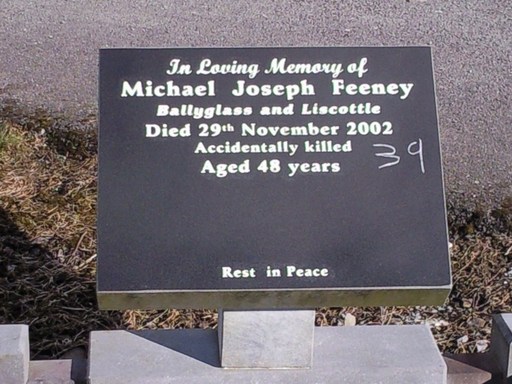 In Loving Memory of
Michael Joseph Feeney
Ballyglass and Liscottle
Died 29th November 2002
Accidentally killed
39
Aged 48 years
Rest in Peace